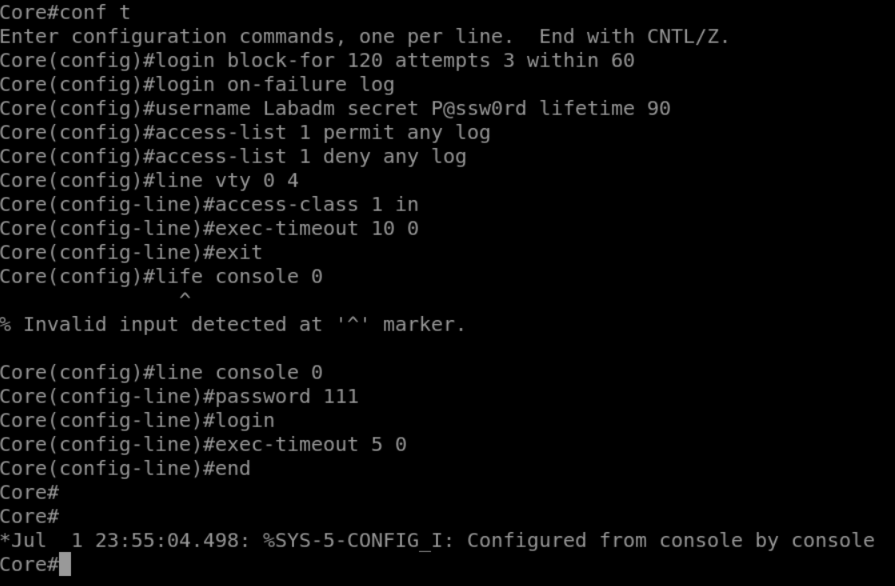 Core#conf t
Enter configuration commands, one per line.  End with CNTL/Z.
Core(config)#login block-for 120 attempts 3 within 60
Core(config)#login on-failure log
Core(config)#username Labadm secret P@ssw0rd lifetime 90
Core(config)#access-list 1 permit any log
Core(config)#access-list 1 deny any log
Core(config)#line vty 0 4
Core(config-line)#access-class 1 in
Core(config-line)#exec-timeout 10 0
Core(config-line)#exit
Core(config)#life console 0
               ^
% Invalid input detected at '^' marker.

Core(config)#line console 0
Core(config-line)#password 111
Core(config-line)#login
Core(config-line)#exec-timeout 5 0
Core(config-line)#end
Core#
Core#
*Jul  1 23:55:04.498: %SYS-5-CONFIG_I: Configured from console by console
Core#